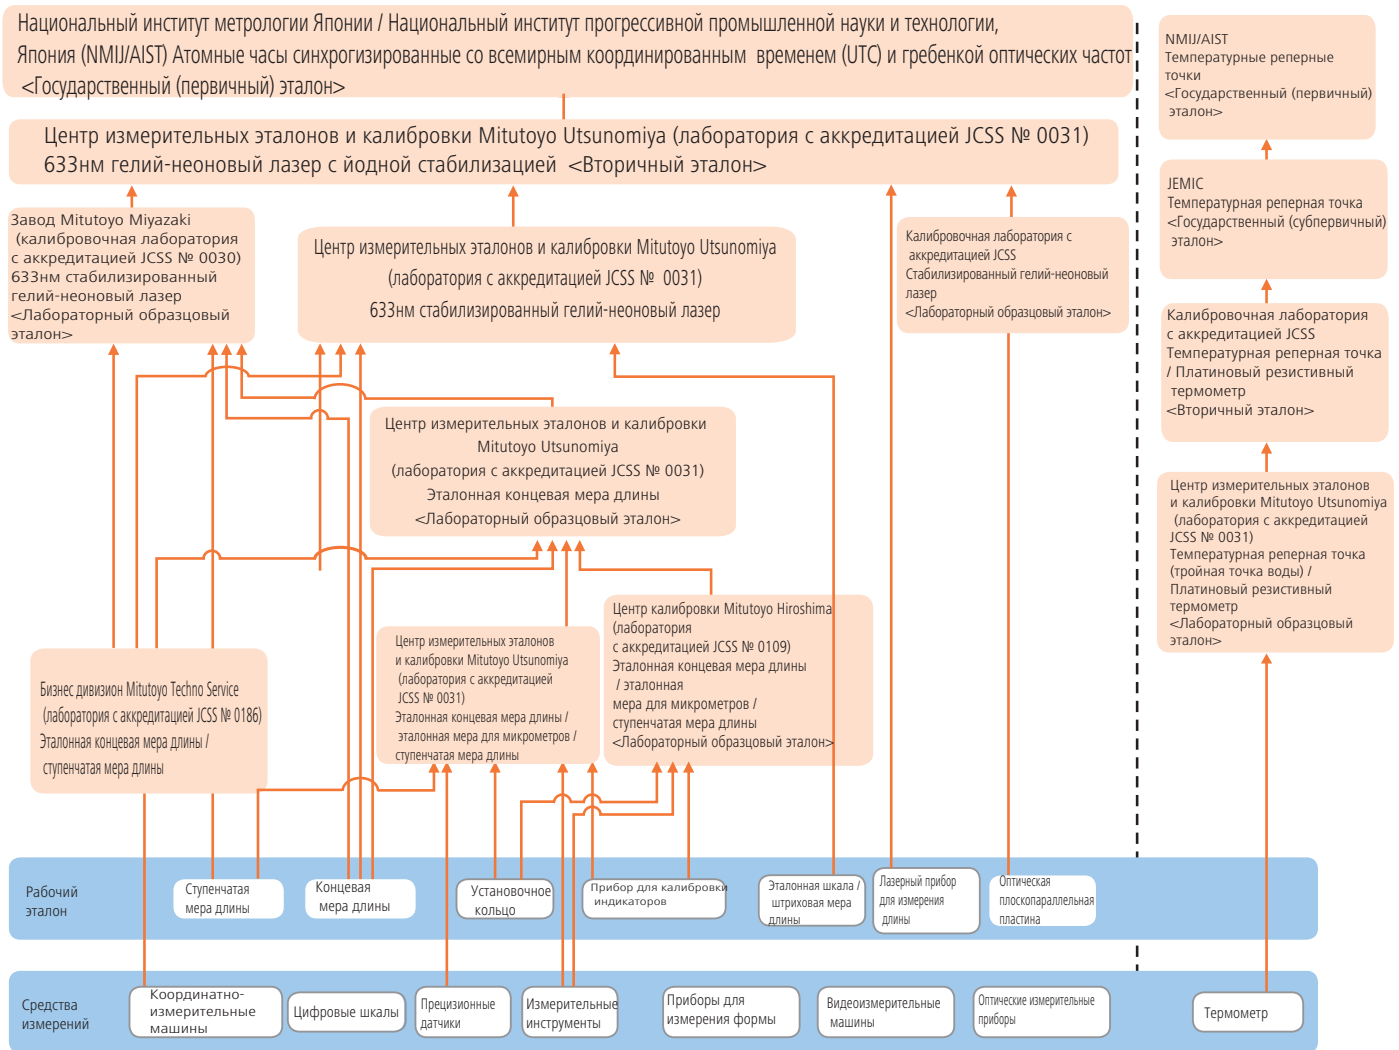 Национальный институт метрологии Японии / Национальный институт прогрессивной промышленной науки и технологии,
Япония (NMIJ/AIST) Атомные часы синхрогизированные со всемирным координированным временем (UTC) и гребенкой оптических частот
<Государственный (первичный) эталон>
Центр измерительных эталонов и калибровки Mitutoyo Utsunomiya (лаборатория с аккредитацией JCSS № 0031)
633нм гелий-неоновый лазер с йодной стабилизацией <Вторичный эталон>
Завод Mitutoyo Miyazaki
(калибровочная лаборатория
с аккредитацией JCSS № 0030)
633нм стабилизированный
гелий-неоновый лазер
<Лабораторный образцовый
эталон>
Центр измерительных эталонов и калибровки Mitutoyo Utsunomiya
(лаборатория с аккредитацией JCSS № 0031)
633нм стабилизированный гелий-неоновый лазер
Калибровочная лаборатория с
аккредитацией JCSS
Стабилизированный гелий-неоновый
лазер
<Лабораторный образцовый эталон>
Центр измерительных эталонов и калибровки
Mitutoyo Utsunomiya
(лаборатория с аккредитацией JCSS № 0031)
Эталонная концевая мера длины
<Лабораторный образцовый эталон>
Бизнес дивизион Mitutoyo Techno Service
(лаборатория с аккредитацией JCSS № 0186)
Эталонная концевая мера длины /
ступенчатая мера длины
Центр измерительных эталонов
и калибровки Mitutoyo Utsunomiya
(лаборатория с аккредитацией
JCSS № 0031)
Эталонная концевая мера длины /
эталонная мера для микрометров /
ступенчатая мера длины
Центр калибровки Mitutoyo Hiroshima
(лаборатория
с аккредитацией JCSS № 0109)
Эталонная концевая мера длины
/ эталонная
мера для микрометров /
ступенчатая мера длины
<Лабораторный образцовый эталон>
NMIJ/AIST
Температурные реперные
точки
<Государственный (первичный)
эталон>
JEMIC
Температурная реперная точка
<Государственный (субпервичный)
эталон>
Калибровочная лаборатория
с аккредитацией JCSS
Температурная реперная точка
/ Платиновый резистивный
термометр
<Вторичный эталон>
Центр измерительных эталонов
и калибровки Mitutoyo Utsunomiya
(лаборатория с аккредитацией
JCSS № 0031)
Температурная реперная точка
(тройная точка воды) /
Платиновый резистивный
термометр
<Лабораторный образцовый
эталон>
Рабочий
эталон
Ступенчатая
мера длины
Концевая
мера длины
Установочное
кольцо
Прибор для калибровки
индикаторов
Эталонная шкала /
штриховая мера
длины
Лазерный прибор
для измерения
длины
Оптическая
плоскопараллельная
пластина
Средства
измерений
Координатно-
измерительные
машины
Цифровые шкалы
Прецизионные
датчики
Измерительные
инструменты
Приборы для
измерения формы
Видеоизмерительные
машины
Оптические измерительные
приборы
Термометр